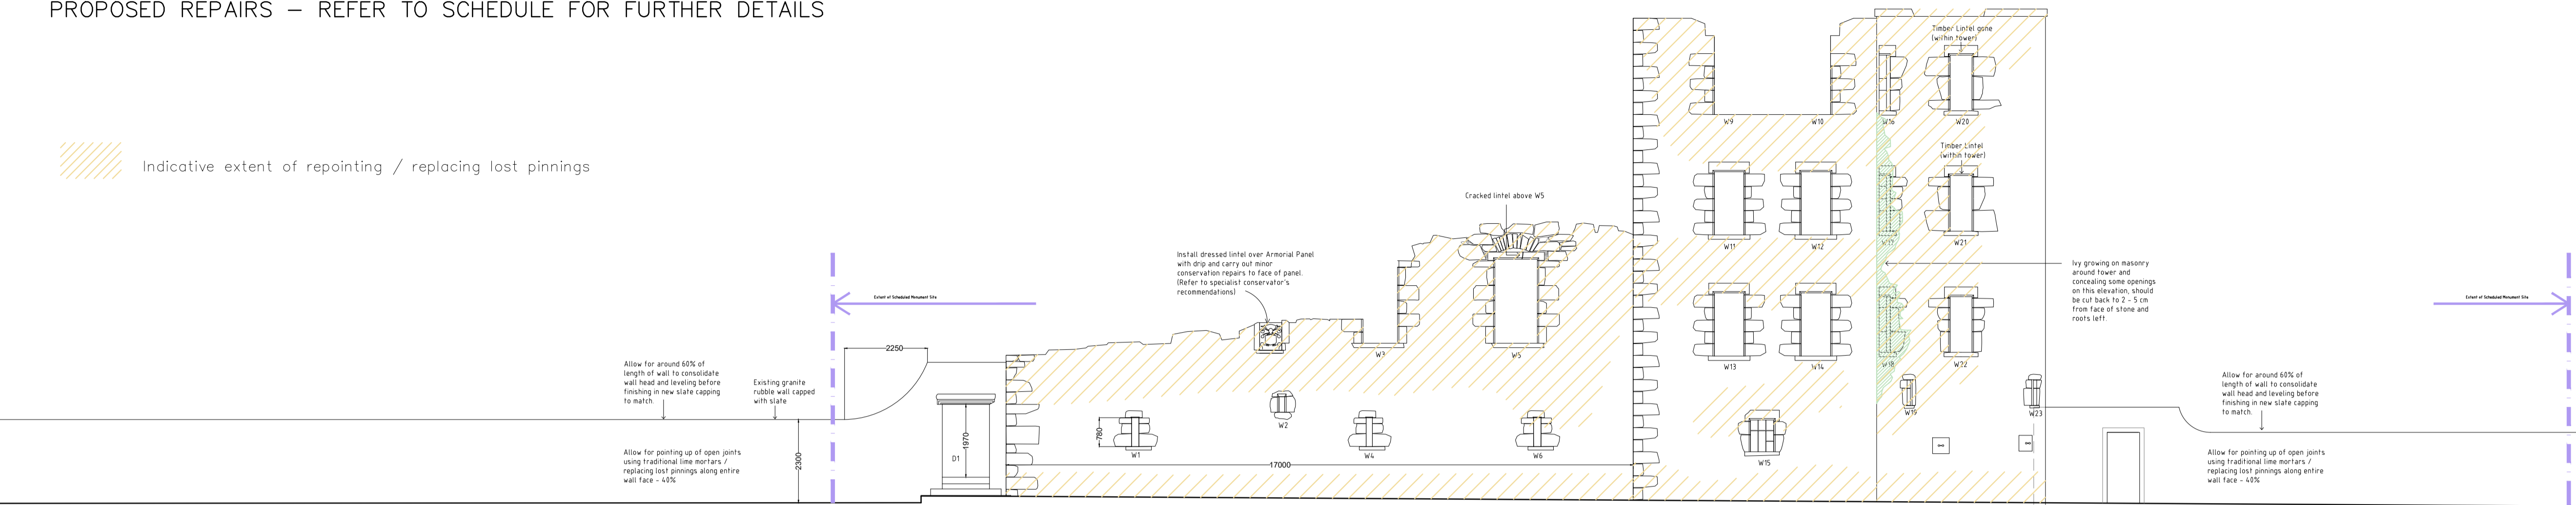 PROPOSED REPAIRS – REFER TO SCHEDULE FOR FURTHER DETAILS
Indicative extent of repointing / replacing lost pinnings
Allow for around 60% of
length of wall to consolidate
wall head and leveling before
finishing in new slate capping
to match.
Existing granite
rubble wall capped
with slate
Allow for pointing up of open joints
using traditional lime mortars /
replacing lost pinnings along entire
wall face - 40%
2300
Extent of Scheduled Monument Site
2250
D1
1970
780
W1
W2
Install dressed lintel over Armorial Panel
with drip and carry out minor
conservation repairs to face of panel.
(Refer to specialist conservator's
recommendations)
W3
W4
Cracked lintel above W5
W5
W6
17000
W9
W10
W11
W12
W13
W14
W15
Timber Lintel gone
(within tower)
W16
W20
Timber Lintel
(within tower)
W17
W21
W18
W22
W19
W23
Ivy growing on masonry
around tower and
concealing some openings
on this elevation, should
be cut back to 2 - 5 cm
from face of stone and
roots left.
Allow for around 60% of
length of wall to consolidate
wall head and leveling before
finishing in new slate capping
to match.
Allow for pointing up of open joints
using traditional lime mortars /
replacing lost pinnings along entire
wall face - 40%
Extent of Scheduled Monument Site